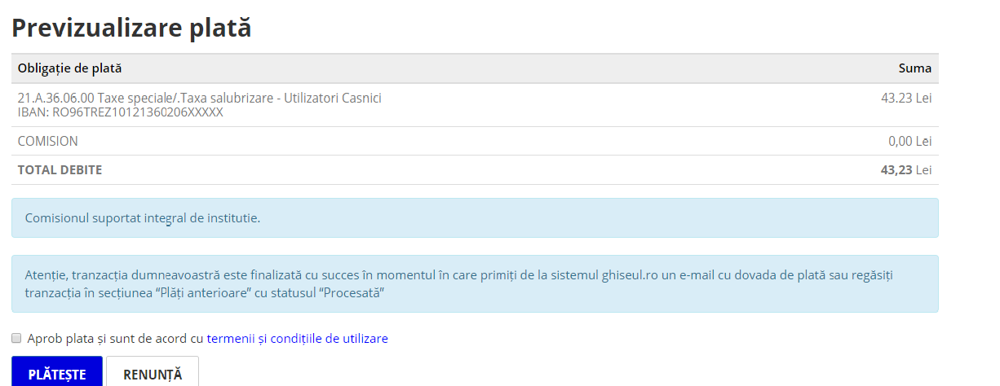 Previzualizare plată
Obligație de plată Suma
21.A.36.06.00 Taxe speciale/.Taxa salubrizare - Utilizatori Casnici 43.23 Lei
IBAN: RO96TREZ10121360206XXXXX
COMISION 0,00 Lei
TOTAL DEBITE 43,23 Lei
Comisionul suportat integral de institutie.
Atenție, tranzacția dumneavoastră este finalizată cu succes în momentul în care primiți de la sistemul ghiseul.ro un e-mail cu dovada de plată sau regăsiți
tranzacția în secțiunea “Plăți anterioare” cu statusul “Procesată”
Aprob plata și sunt de acord cu termenii și condițiile de utilizare
PLĂTEȘTE RENUNȚĂ